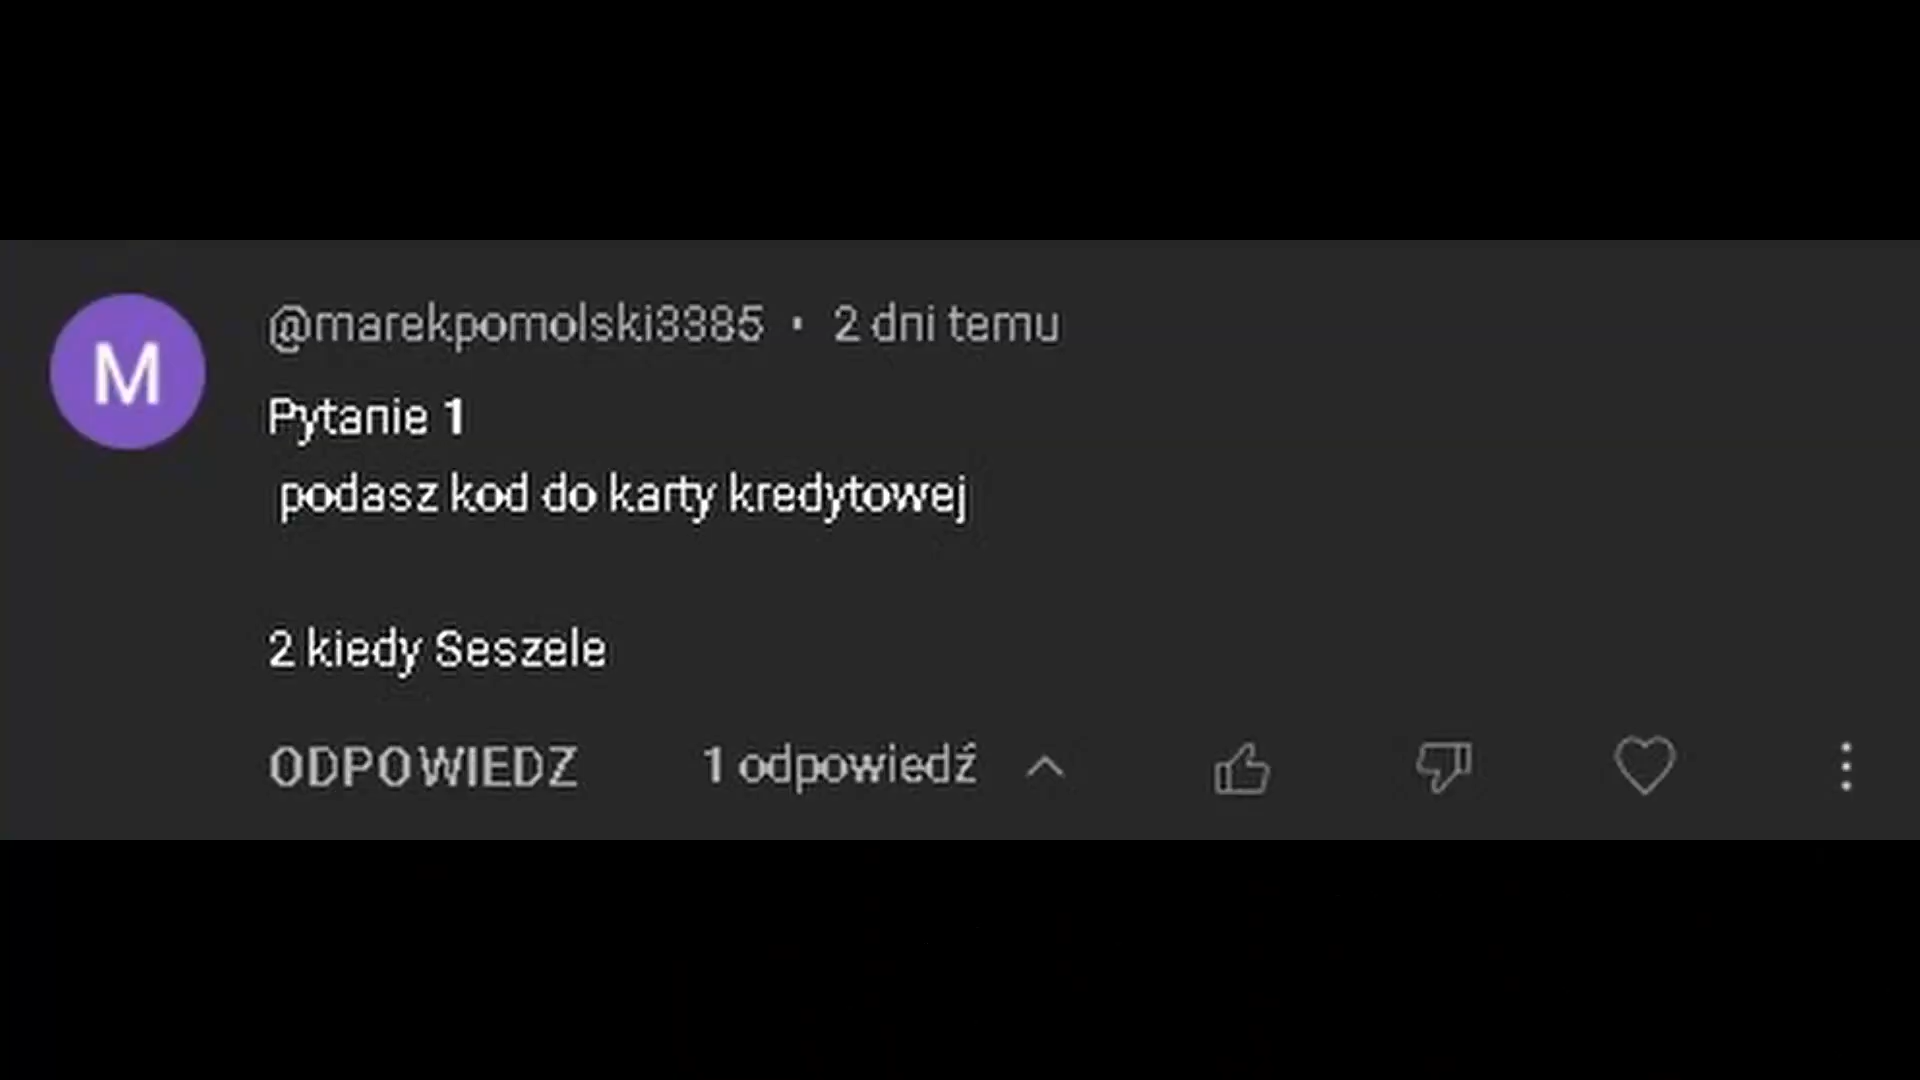 M
@marekpomolski3385 · 2 dni temu
Pytanie 1
podasz kod do karty kredytowej
2 kiedy Seszele
ODPOWIEDZ 1 odpowiedź